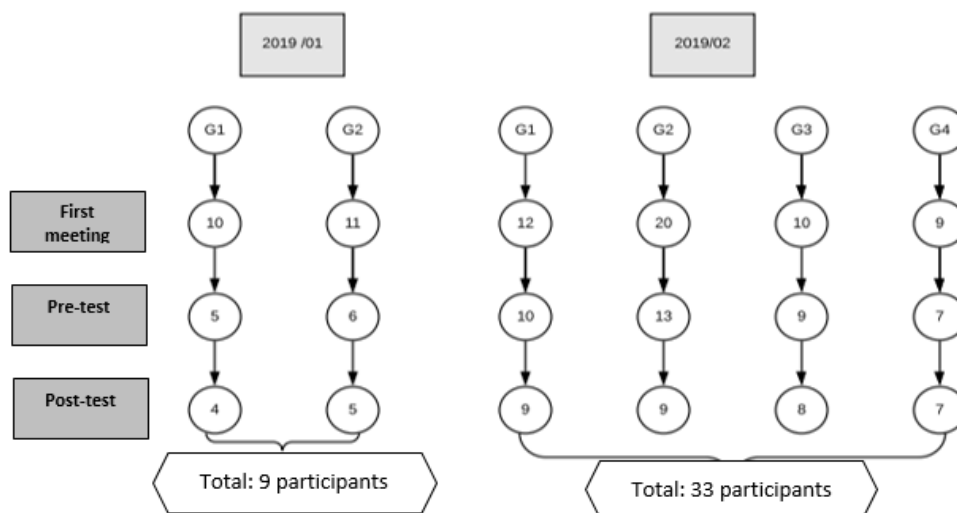 2019 /01
2019/02
G1
G2
G1
G2
G3
G4
First
meeting
10
11
12
20
10
9
Pre-test
5
6
10
13
9
7
Post-test
4
5
9
9
8
7
Total: 9 participants
Total: 33 participants